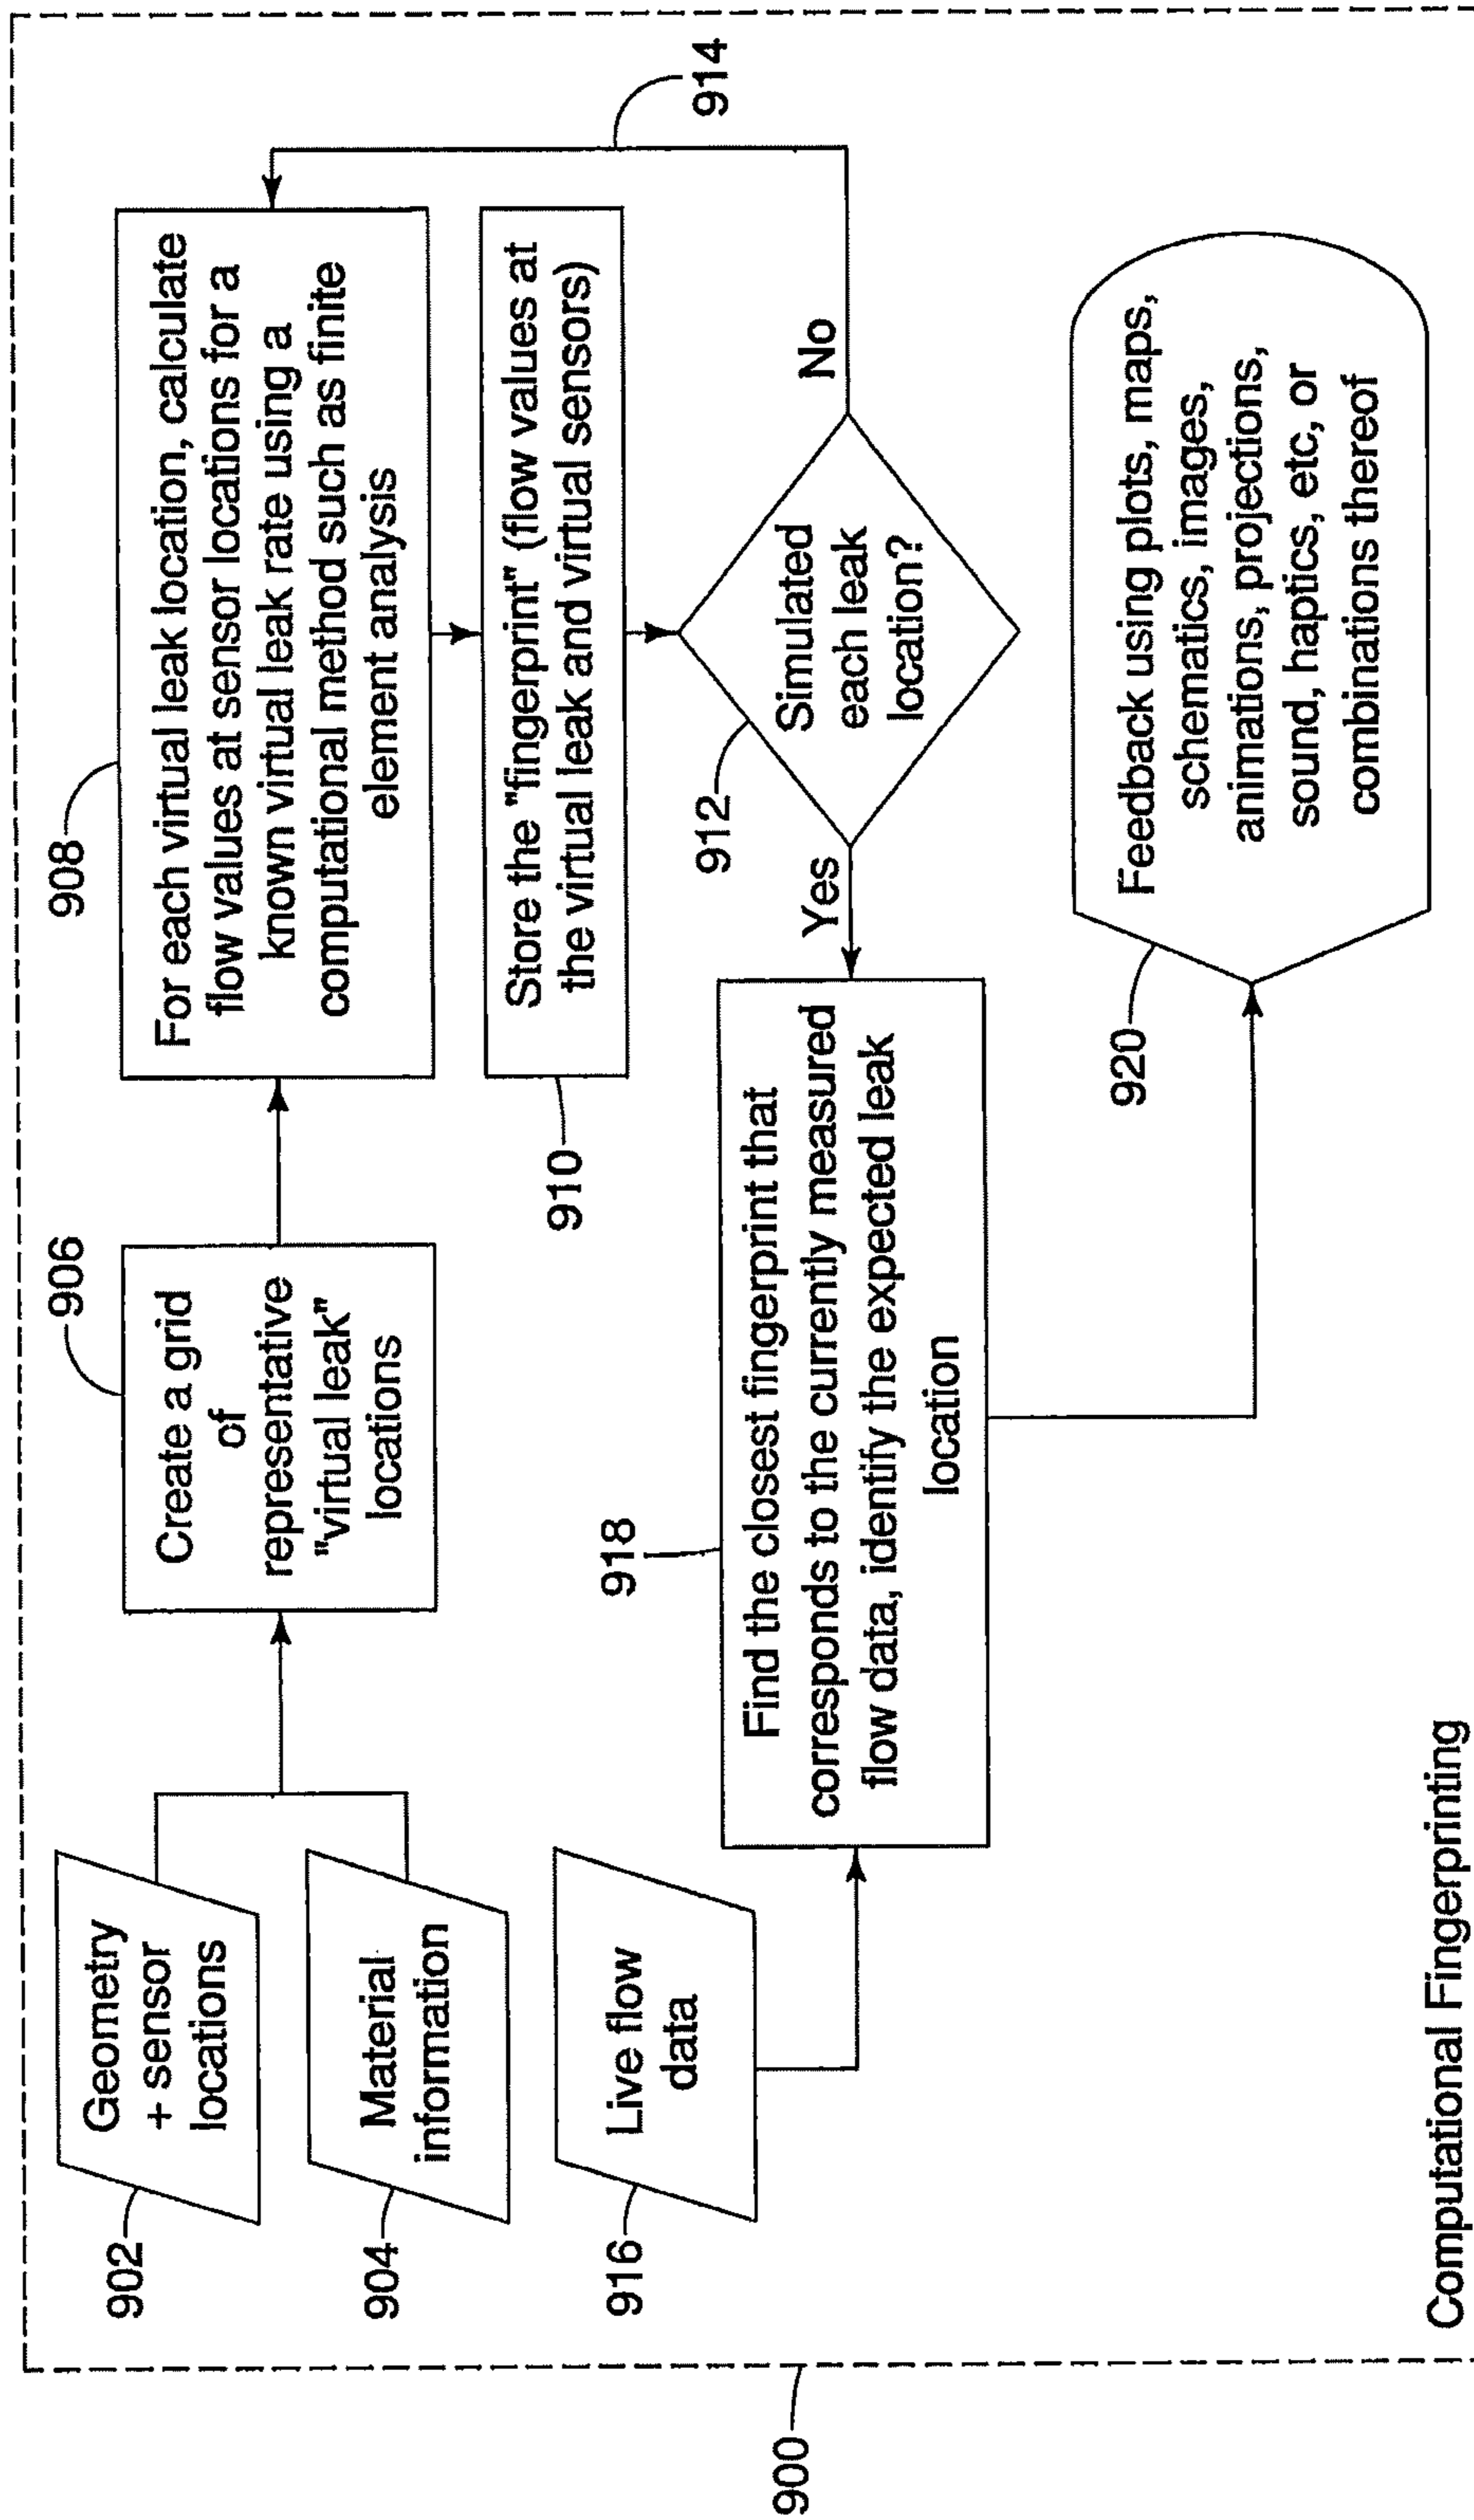 900
902
Geometry
+ sensor
locations
904
Material
information
906
Create a grid
of
representative
"virtual leak"
locations
908
For each virtual leak location, calculate
flow values at sensor locations for a
known virtual leak rate using a
computational method such as finite
element analysis
910
Store the "fingerprint" (flow values at
the virtual leak and virtual sensors)
912
Simulated
each leak
location?
No
914
Yes
916
Live flow
data
918
Find the closest fingerprint that
corresponds to the currently measured
flow data, identify the expected leak
location
920
Feedback using plots, maps,
schematics, images,
animations, projections,
sound, haptics, etc, or
combinations thereof
Computational Fingerprinting